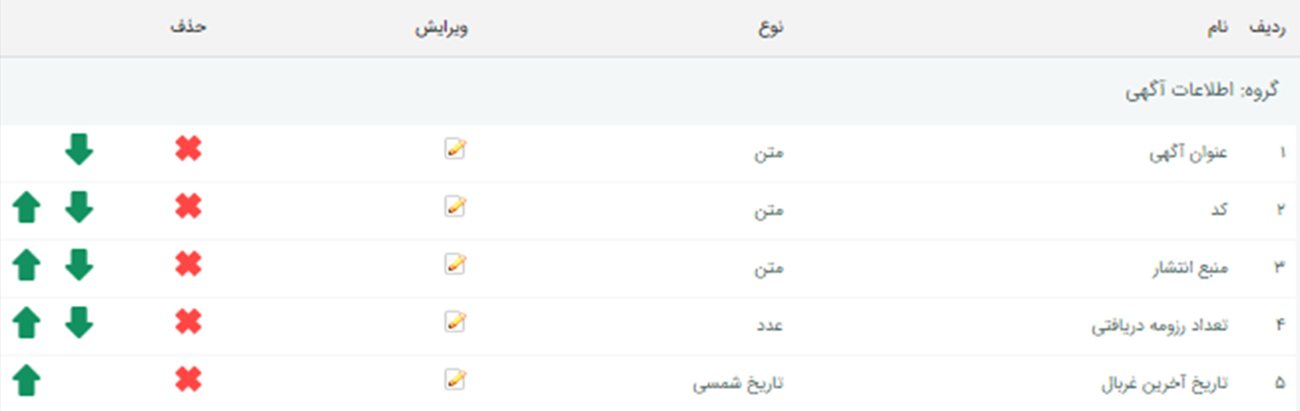 ردیف نام نوع ویرایش حذف
گروه: اطلاعات آگهی
۱ عنوان آگهی متن
۲ کد متن
۳ منبع انتشار متن
۴ تعداد رزومه دریافتی عدد
۵ تاریخ آخرین غربال تاریخ شمسی